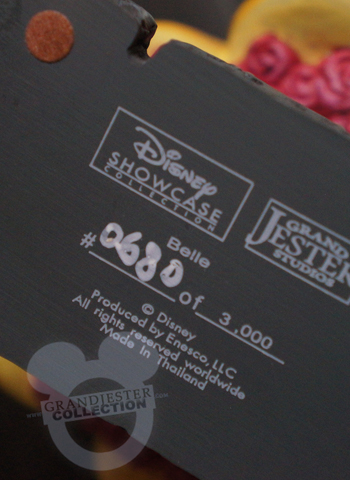 Disney
SHOWCASE
COLLECTION
GRAND
JESTER
STUDIOS
Belle
# 0680 of 3,000
© Disney
Produced by Enesco, LLC
All rights reserved worldwide
Made in Thailand
GRANDJESTER
COLLECTION